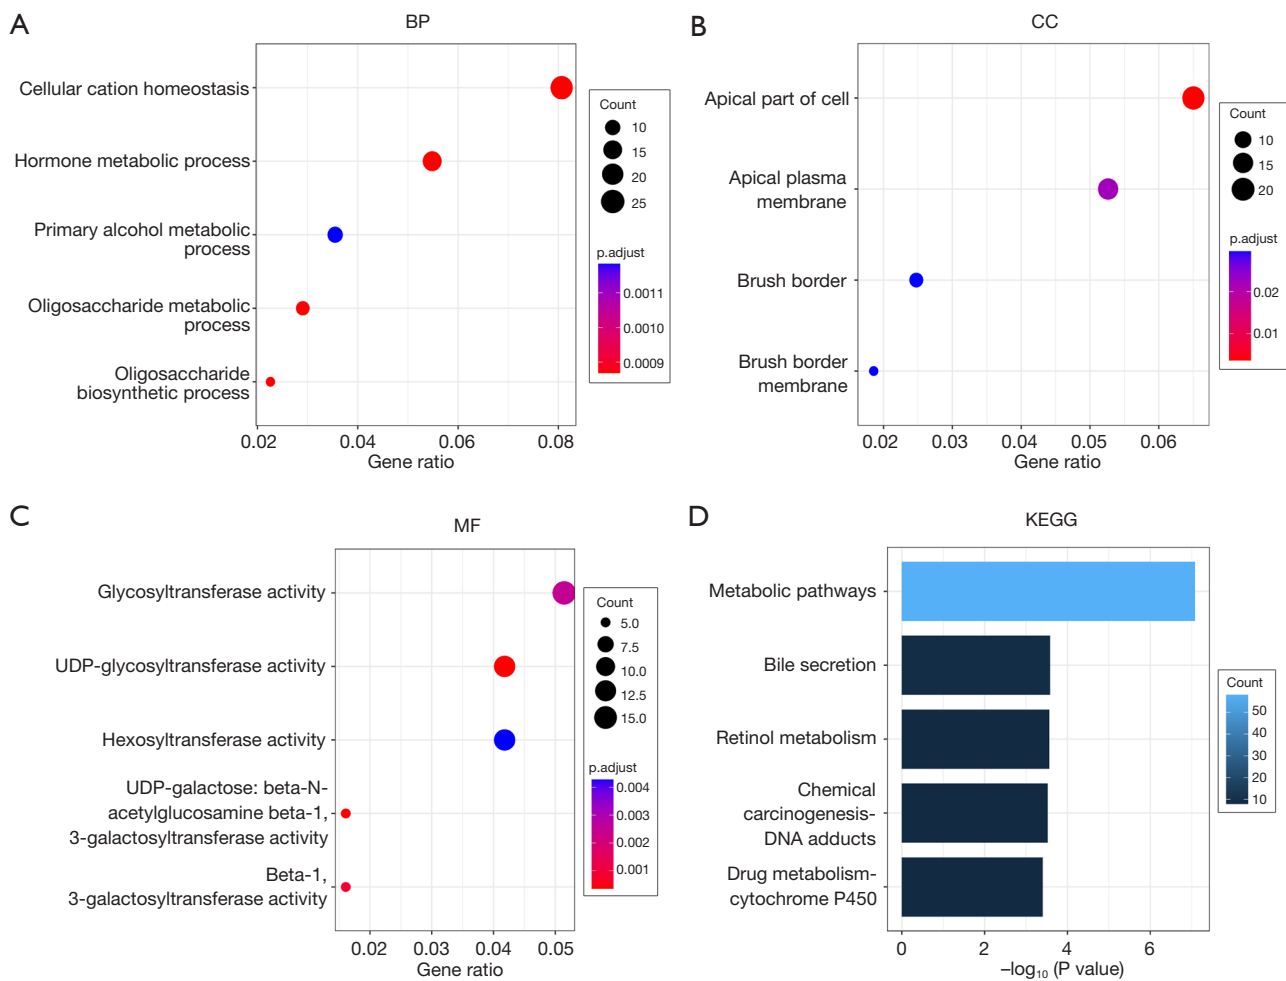 A
BP
Cellular cation homeostasis
Hormone metabolic process
Primary alcohol metabolic
process
Oligosaccharide metabolic
process
Oligosaccharide
biosynthetic process
0.02 0.04 0.06 0.08
Gene ratio
Count
10
15
20
25
p.adjust
0.0011
0.0010
0.0009
B
CC
Apical part of cell
Apical plasma
membrane
Brush border
Brush border
membrane
0.02 0.03 0.04 0.05 0.06
Gene ratio
Count
10
15
20
p.adjust
0.02
0.01
C
MF
Glycosyltransferase activity
UDP-glycosyltransferase activity
Hexosyltransferase activity
UDP-galactose: beta-N-
acetylglucosamine beta-1,
3-galactosyltransferase activity
Beta-1,
3-galactosyltransferase activity
0.02 0.03 0.04 0.05
Gene ratio
Count
5.0
7.5
10.0
12.5
15.0
p.adjust
0.004
0.003
0.002
0.001
D
KEGG
Metabolic pathways
Bile secretion
Retinol metabolism
Chemical
carcinogenesis-
DNA adducts
Drug metabolism-
cytochrome P450
0 2 4 6
–log₁₀ (P value)
Count
50
40
30
20
10